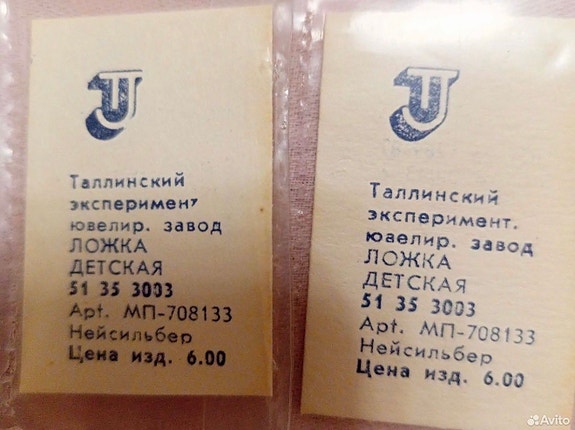 Таллинский
эксперимент
ювелир. завод
ЛОЖКА
ДЕТСКАЯ
51 35 3003
Арт. МП-708133
Нейсильбер
Цена изд. 6.00
Таллинский
эксперимент.
ювелир. завод
ЛОЖКА
ДЕТСКАЯ
51 35 3003
Арт. МП-708133
Нейсильбер
Цена изд. 6.00
Avito